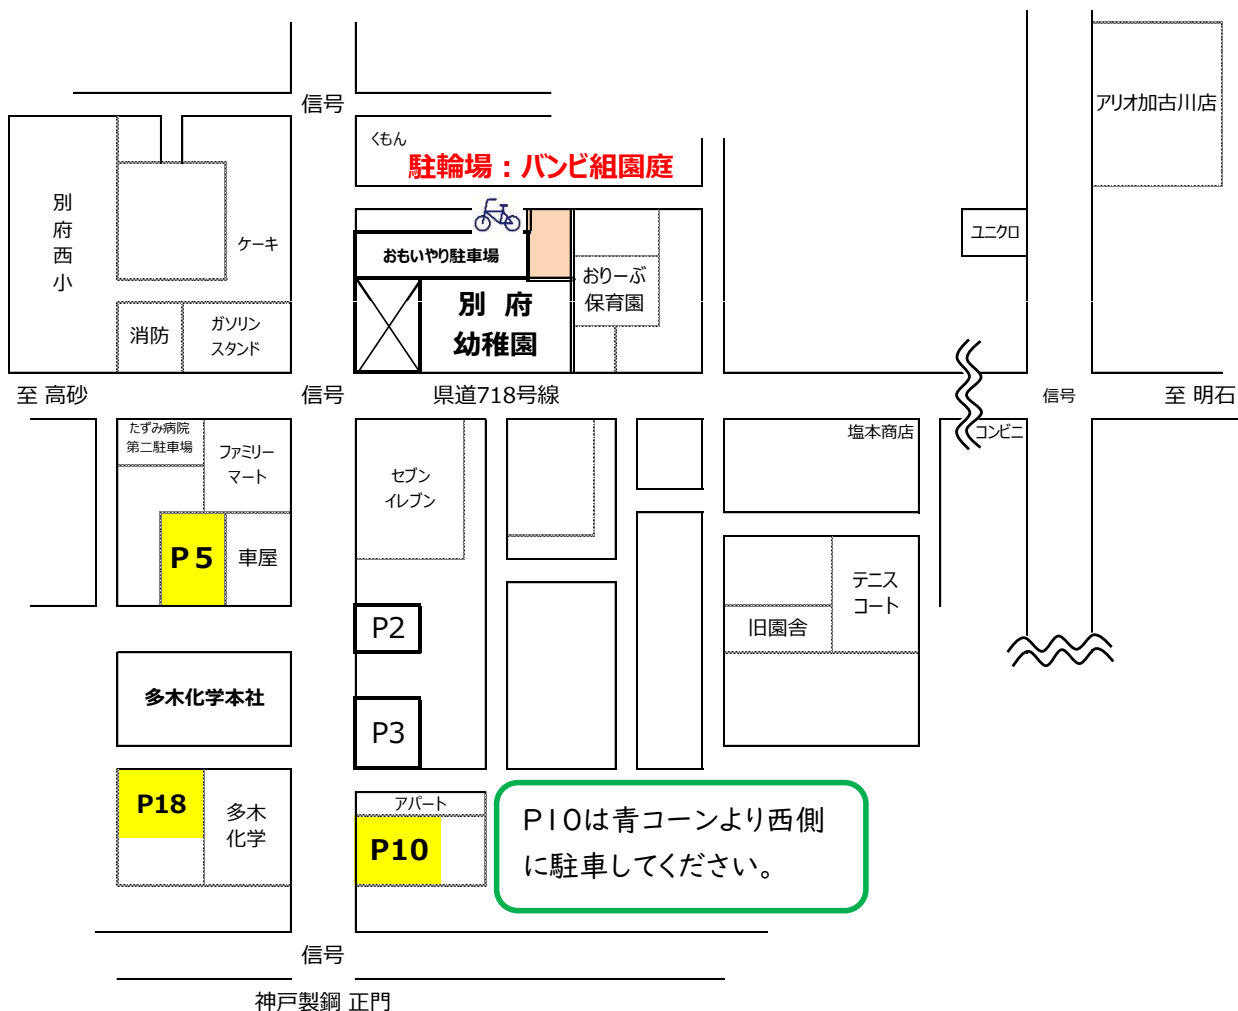 信号
アリオ加古川店
くもん
駐輪場：バンビ組園庭
別
府
西
小
ケーキ
おもいやり駐車場
おりーぶ
保育園
ユニクロ
別 府
幼稚園
消防
ガソリン
スタンド
至 高砂
信号
県道718号線
信号
至 明石
たずみ病院
第二駐車場
ファミリー
マート
セブン
イレブン
塩本商店
コンビニ
P５
車屋
P2
テニス
コート
旧園舎
多木化学本社
P3
P18
多木
化学
アパート
P10
P10は青コーンより西側
に駐車してください。
信号
神戸製鋼 正門